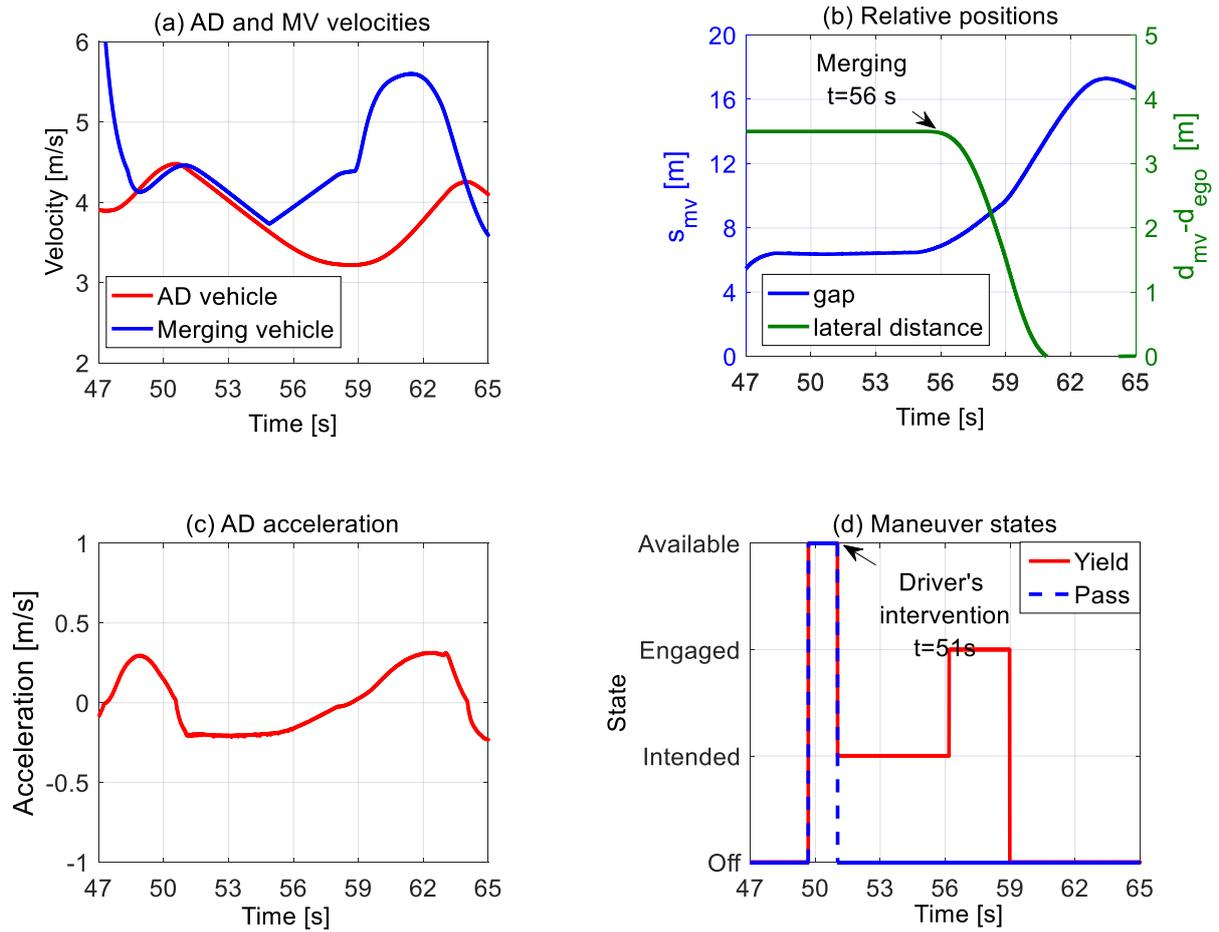 (a) AD and MV velocities
6
5
4
3
2
Velocity [m/s]
AD vehicle
Merging vehicle
47 50 53 56 59 62 65
Time [s]
(b) Relative positions
20
16
12
8
4
0
s_mv [m]
Merging
t=56 s
gap
lateral distance
5
4
3
2
1
0
d_mv-d_ego [m]
47 50 53 56 59 62 65
Time [s]
(c) AD acceleration
1
0.5
0
-0.5
-1
Acceleration [m/s]
47 50 53 56 59 62 65
Time [s]
(d) Maneuver states
Available
Engaged
Intended
Off
State
Driver's
intervention
t=51s
Yield
Pass
47 50 53 56 59 62 65
Time [s]